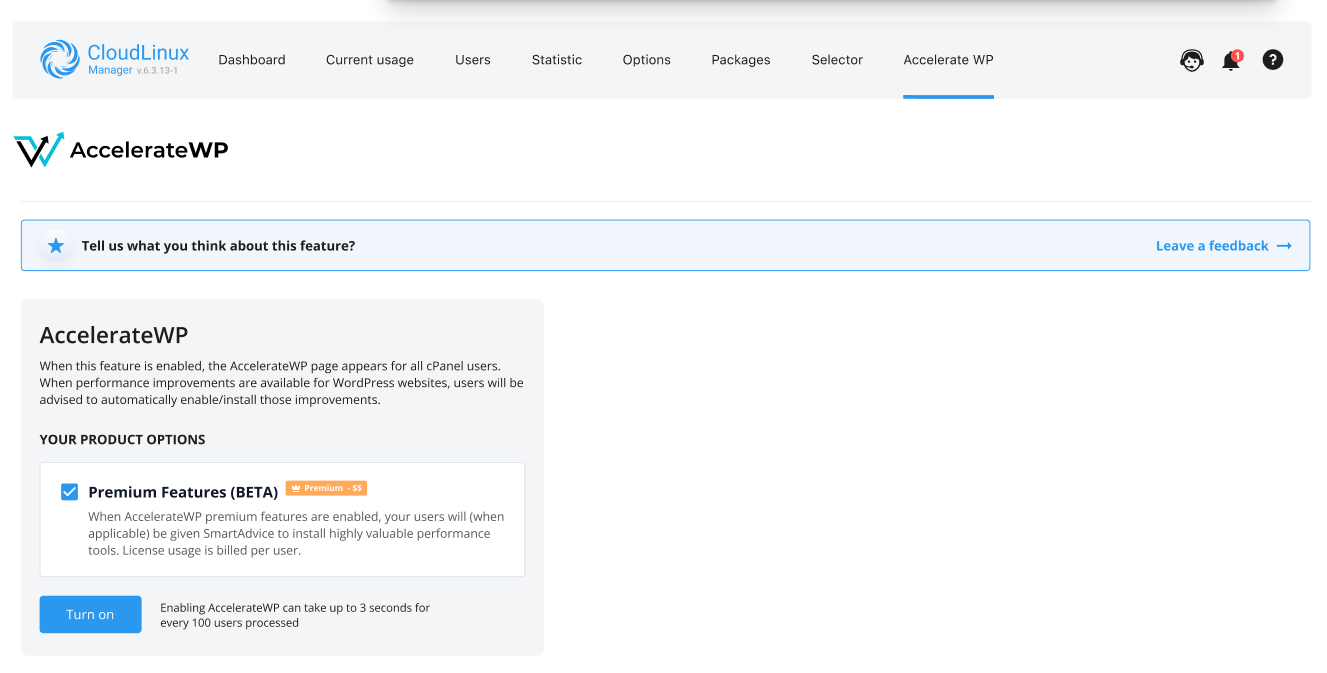 CloudLinux
Manager v.6.3.13-1
Dashboard
Current usage
Users
Statistic
Options
Packages
Selector
Accelerate WP
1
?
AccelerateWP
Tell us what you think about this feature?
Leave a feedback →
AccelerateWP
When this feature is enabled, the AccelerateWP page appears for all cPanel users.
When performance improvements are available for WordPress websites, users will be
advised to automatically enable/install those improvements.
YOUR PRODUCT OPTIONS
Premium Features (BETA) Premium - $$
When AccelerateWP premium features are enabled, your users will (when
applicable) be given SmartAdvice to install highly valuable performance
tools. License usage is billed per user.
Turn on
Enabling AccelerateWP can take up to 3 seconds for
every 100 users processed